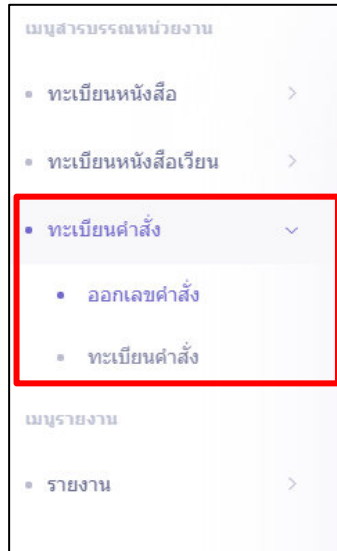 เมนูสารบรรณหน่วยงาน
ทะเบียนหนังสือ
ทะเบียนหนังสือเวียน
ทะเบียนคำสั่ง
ออกเลขคำสั่ง
ทะเบียนคำสั่ง
เมนูรายงาน
รายงาน